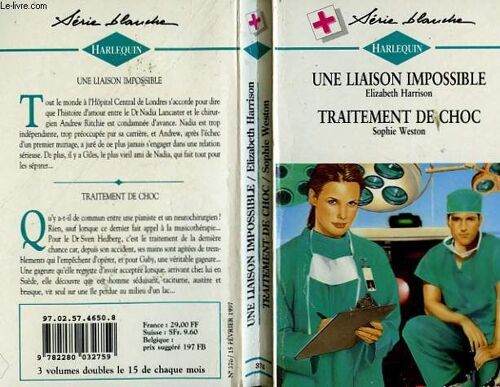 Le-livre.com
Série blanche
HARLEQUIN
UNE LIAISON IMPOSSIBLE
Tout le monde à l'Hôpital Central de Londres s'accorde pour dire
que l'histoire d'amour entre le Dr Nadia Lancaster et le chirur-
gien Andrew Ritchie est condamnée d'avance. Nadia est trop
indépendante, trop préoccupée par sa carrière, et Andrew, après l'échec
d'un premier mariage, a juré de ne plus jamais s'engager dans une relation
sérieuse. De plus, il y a Giles, le plus vieil ami de Nadia, qui fait tout pour
les séparer...
TRAITEMENT DE CHOC
Qu'y a-t-il de commun entre une pianiste et un neurochirurgien ?
Rien, sauf lorsque ce dernier fait appel à la musicothérapie...
Pour le Dr Sven Hedberg, c'est le traitement de la dernière
chance car, depuis son accident, ses mains sont agitées de trem-
blements qui l'empêchent d'opérer, et pour Gaby, une véritable gageure...
Une gageure qu'elle regrette d'avoir acceptée lorsque, arrivant chez lui en
Suède, elle découvre que cet homme séduisant, taciturne, austère et
brusque, vit seul sur une île perdue au milieu d'un lac...
97.02.57.4650.8
9 782280 032759
France : 29,00 FF
Suisse : SFr. 9.60
Belgique :
prix suggéré 197 FB
3 volumes doubles le 15 de chaque mois
UNE LIAISON IMPOSSIBLE / Elizabeth Harrison
TRAITEMENT DE CHOC / Sophie Weston
N° 376 / 15 FÉVRIER 1997
376
Série blanche
HARLEQUIN
UNE LIAISON IMPOSSIBLE
Elizabeth Harrison
TRAITEMENT DE CHOC
Sophie Weston